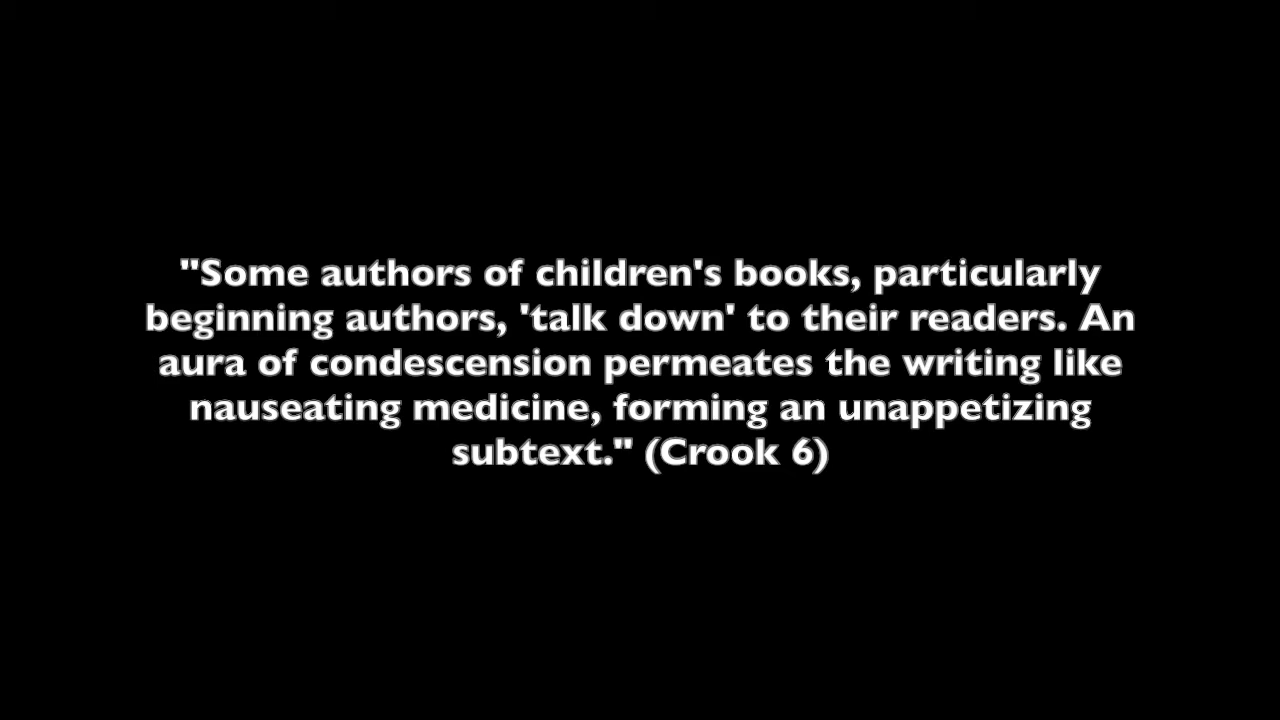 "Some authors of children's books, particularly
beginning authors, 'talk down' to their readers. An
aura of condescension permeates the writing like
nauseating medicine, forming an unappetizing
subtext." (Crook 6)